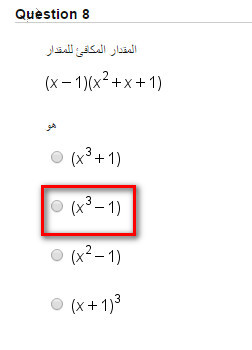 Question 8
المقدار المكافئ للمقدار
(x – 1)(x² + x + 1)
هو
(x³ + 1)
(x³ – 1)
(x² – 1)
(x + 1)³